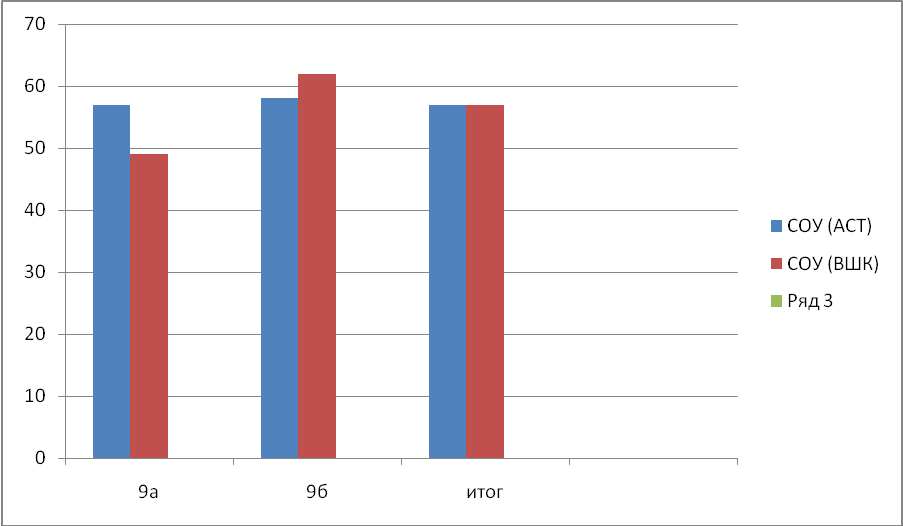 70
60
50
40
30
20
10
0
9а
9б
итог
СОУ (АСТ)
СОУ (ВШК)
Ряд 3